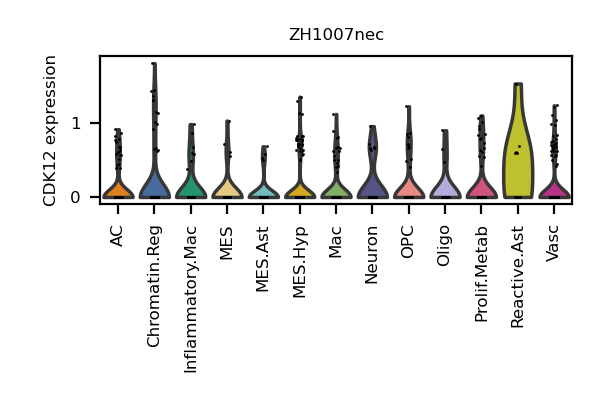 ZH1007nec
CDK12 expression
1
0
AC
Chromatin.Reg
Inflammatory.Mac
MES
MES.Ast
MES.Hyp
Mac
Neuron
OPC
Oligo
Prolif.Metab
Reactive.Ast
Vasc